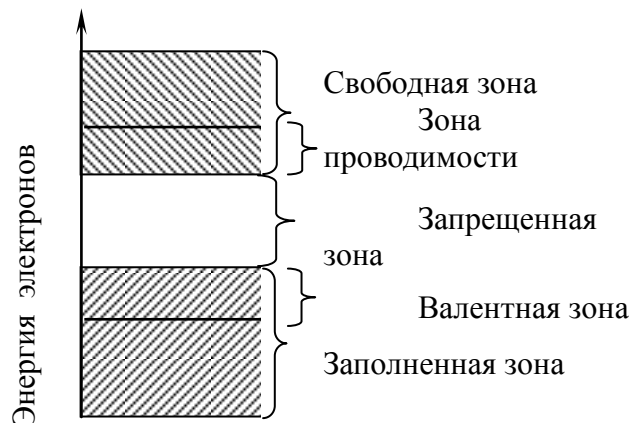 Свободная зона
Зона
проводимости
Запрещенная
зона
Валентная зона
Заполненная зона
Энергия электронов